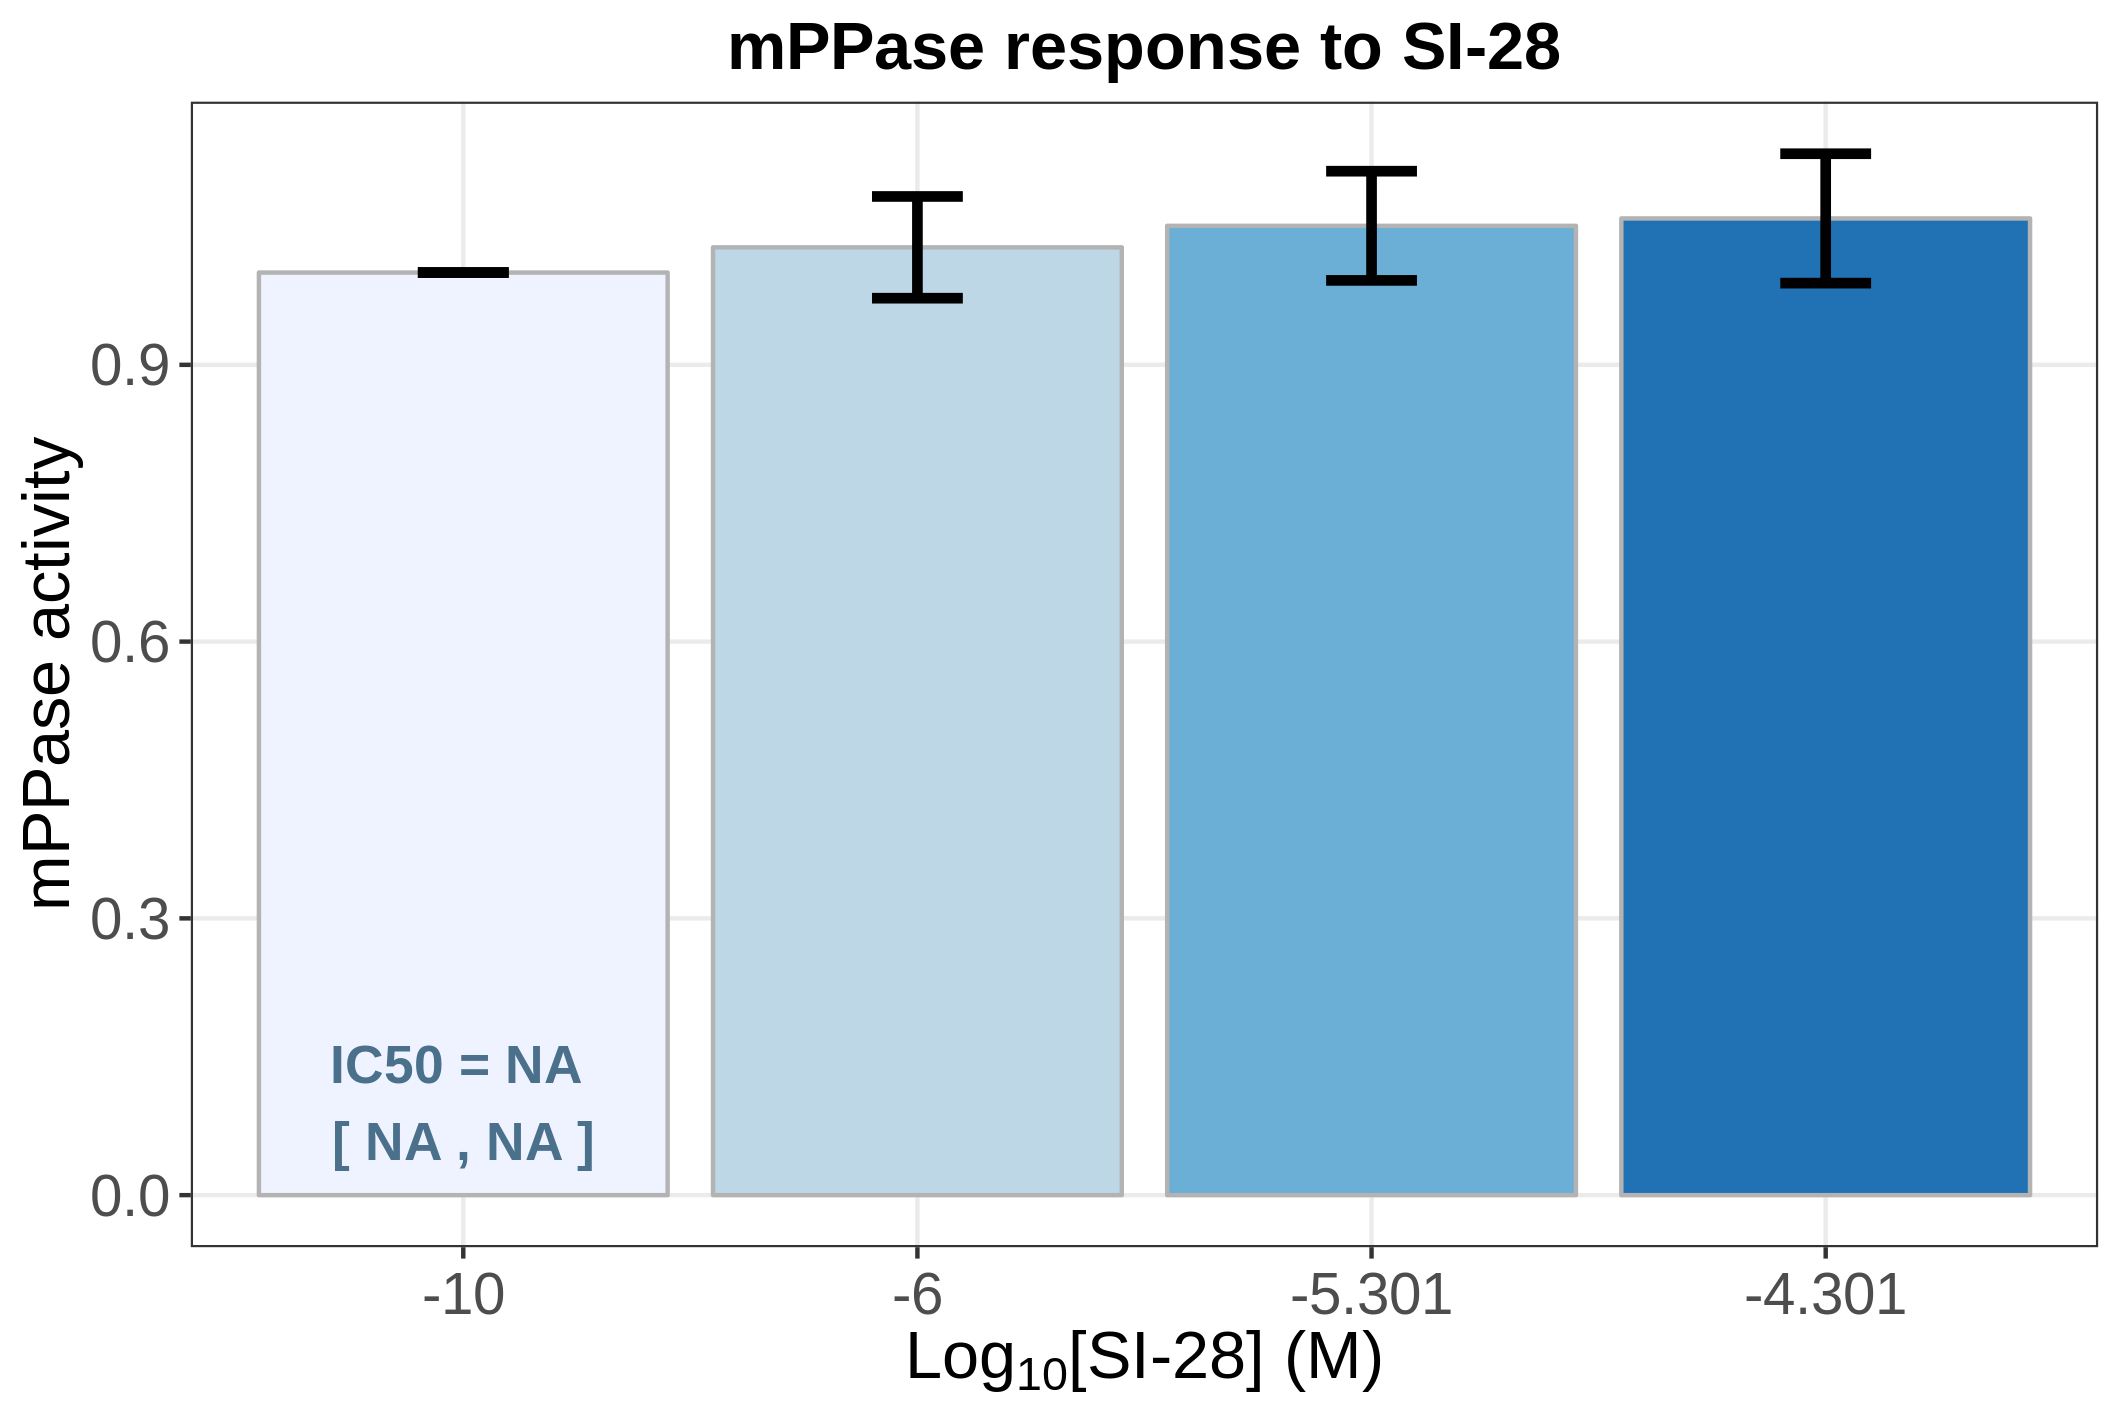 mPPase response to SI-28
mPPase activity
0.9
0.6
0.3
0.0
IC50 = NA
[ NA , NA ]
-10
-6
-5.301
-4.301
Log10[SI-28] (M)